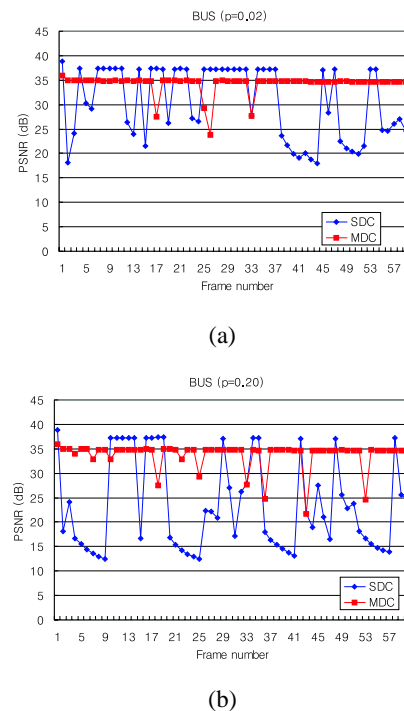 BUS (p=0.02)
45
40
35
30
25
20
15
10
5
0
PSNR (dB)
1 5 9 13 17 21 25 29 33 37 41 45 49 53 57
Frame number
SDC
MDC
(a)
BUS (p=0.20)
45
40
35
30
25
20
15
10
5
0
PSNR (dB)
1 5 9 13 17 21 25 29 33 37 41 45 49 53 57
Frame number
SDC
MDC
(b)